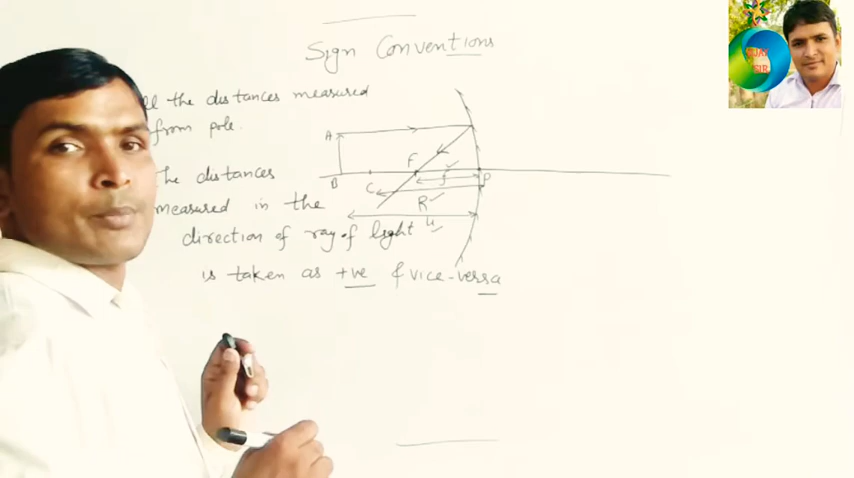 Sign Conventions
the distances measured
from pole.
the distances
measured in the
direction of ray of light
is taken as +ve & vice-versa
A
B
C
F
f
P
R
u
SIR